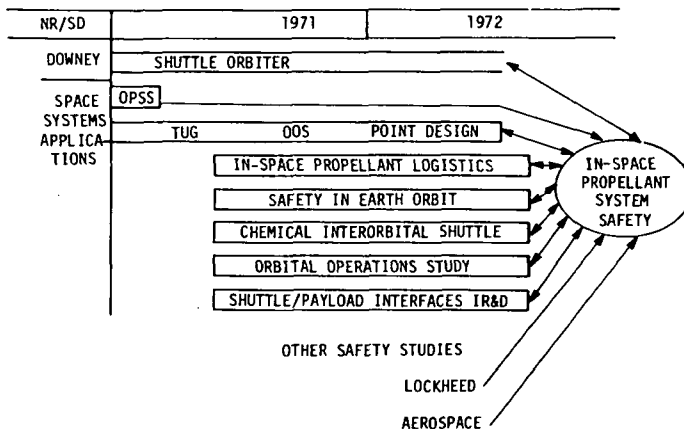 NR/SD 1971 1972
DOWNEY SHUTTLE ORBITER
SPACE
SYSTEMS
APPLICA
TIONS
OPSS
TUG OOS POINT DESIGN
IN-SPACE PROPELLANT LOGISTICS
SAFETY IN EARTH ORBIT
CHEMICAL INTERORBITAL SHUTTLE
ORBITAL OPERATIONS STUDY
SHUTTLE/PAYLOAD INTERFACES IR&D
IN-SPACE
PROPELLANT
SYSTEM
SAFETY
OTHER SAFETY STUDIES
LOCKHEED
AEROSPACE